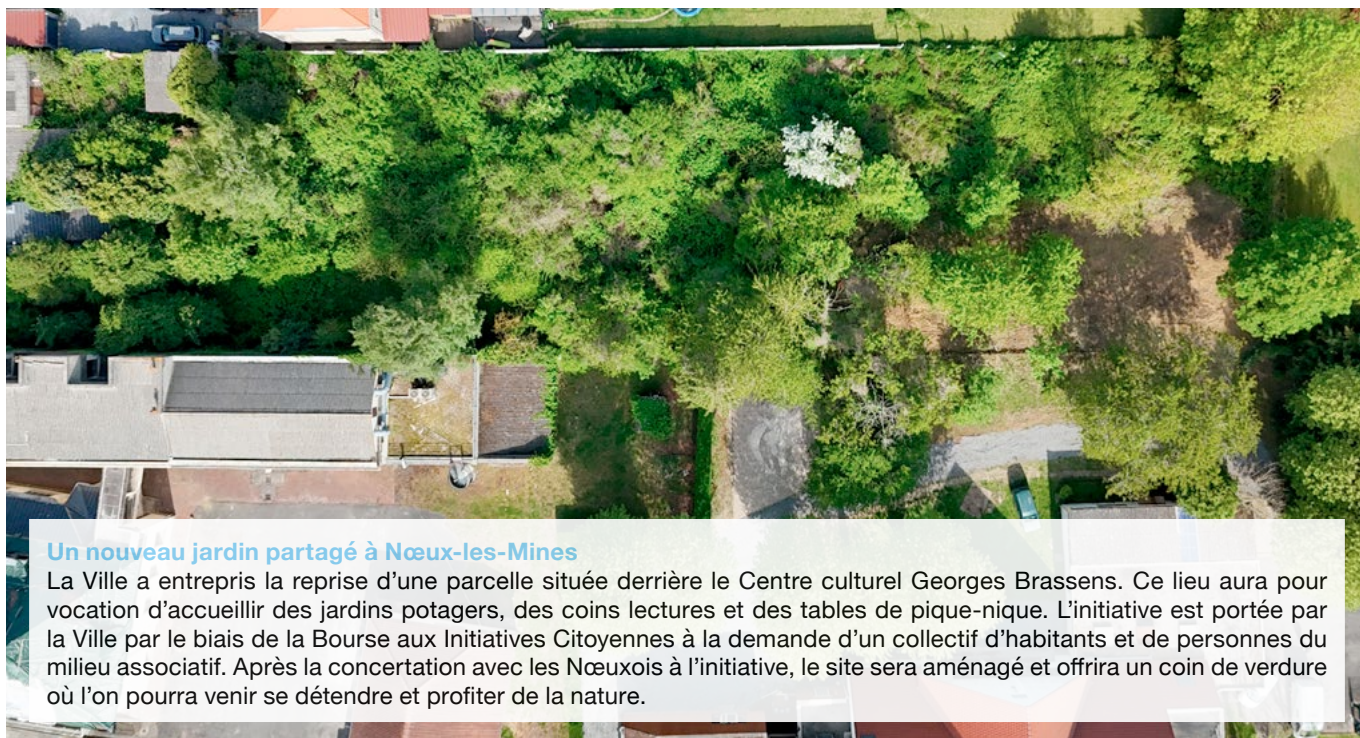 Un nouveau jardin partagé à Nœux-les-Mines
La Ville a entrepris la reprise d’une parcelle située derrière le Centre culturel Georges Brassens. Ce lieu aura pour
vocation d’accueillir des jardins potagers, des coins lectures et des tables de pique-nique. L’initiative est portée par
la Ville par le biais de la Bourse aux Initiatives Citoyennes à la demande d’un collectif d’habitants et de personnes du
milieu associatif. Après la concertation avec les Nœuxois à l’initiative, le site sera aménagé et offrira un coin de verdure
où l’on pourra venir se détendre et profiter de la nature.